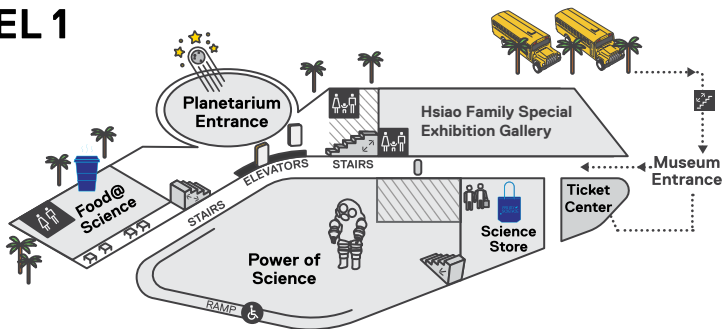 EL 1
Planetarium
Entrance
Hsiao Family Special
Exhibition Gallery
ELEVATORS
STAIRS
Museum
Entrance
Food@
Science
STAIRS
Ticket
Center
Science
Store
Power of
Science
RAMP